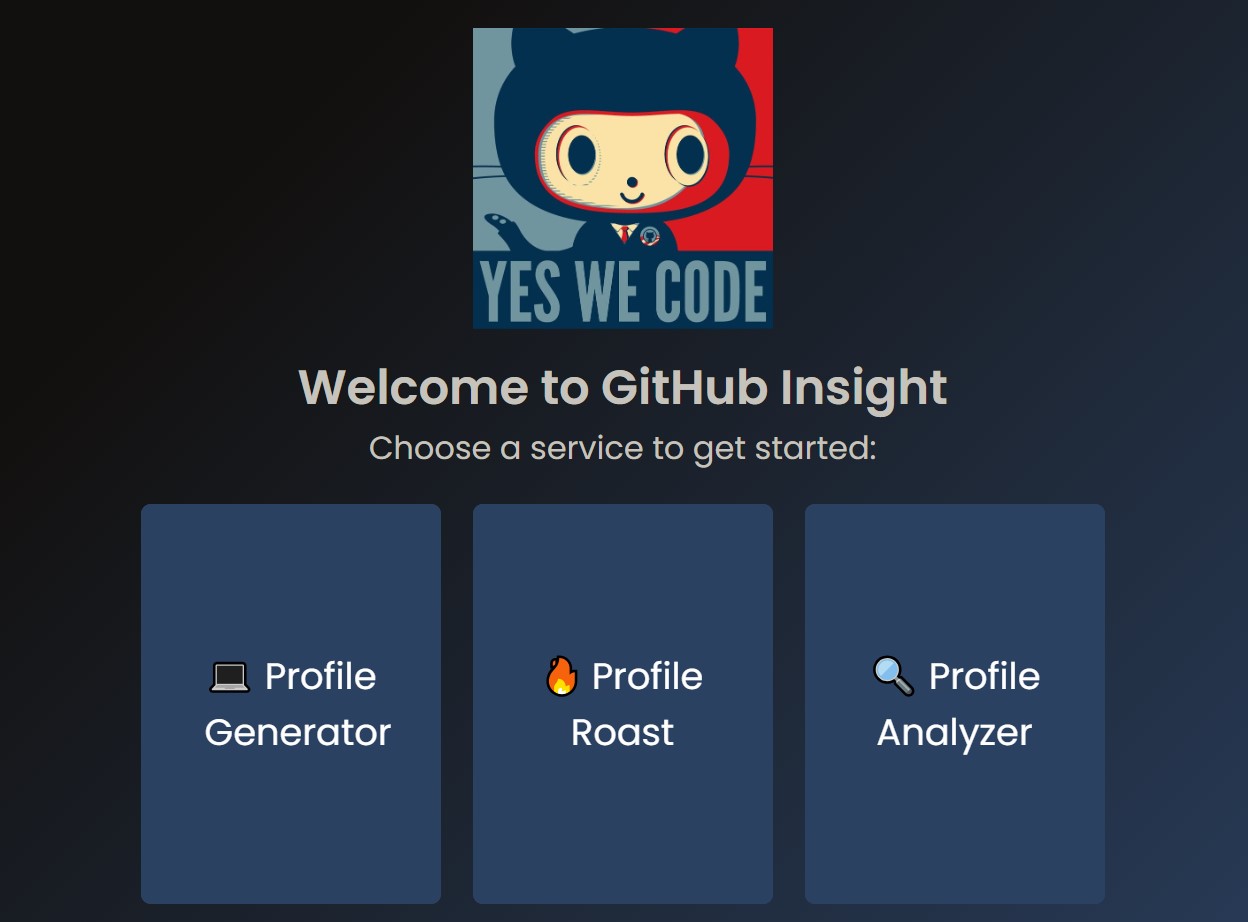 YES WE CODE
Welcome to GitHub Insight
Choose a service to get started:
💻 Profile
Generator
🔥 Profile
Roast
🔍 Profile
Analyzer